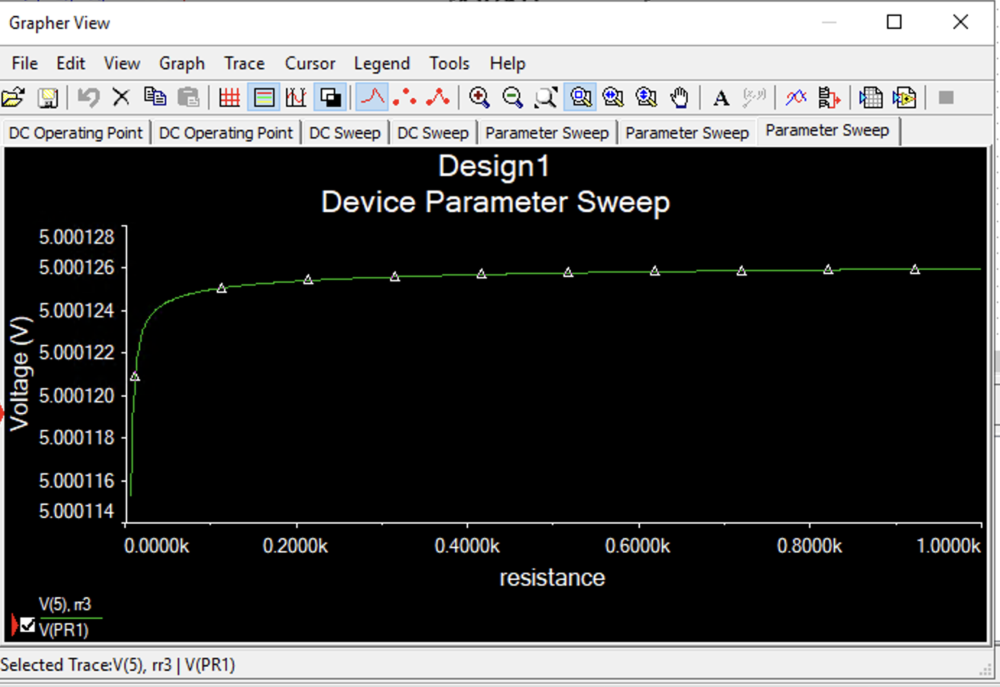 Grapher View
File Edit View Graph Trace Cursor Legend Tools Help
A
DC Operating Point DC Operating Point DC Sweep DC Sweep Parameter Sweep Parameter Sweep Parameter Sweep
Design1
Device Parameter Sweep
5.000128
5.000126
5.000124
5.000122
5.000120
5.000118
5.000116
5.000114
Voltage (V)
0.0000k 0.2000k 0.4000k 0.6000k 0.8000k 1.0000k
resistance
V(5), rr3
V(PR1)
Selected Trace:V(5), rr3 | V(PR1)